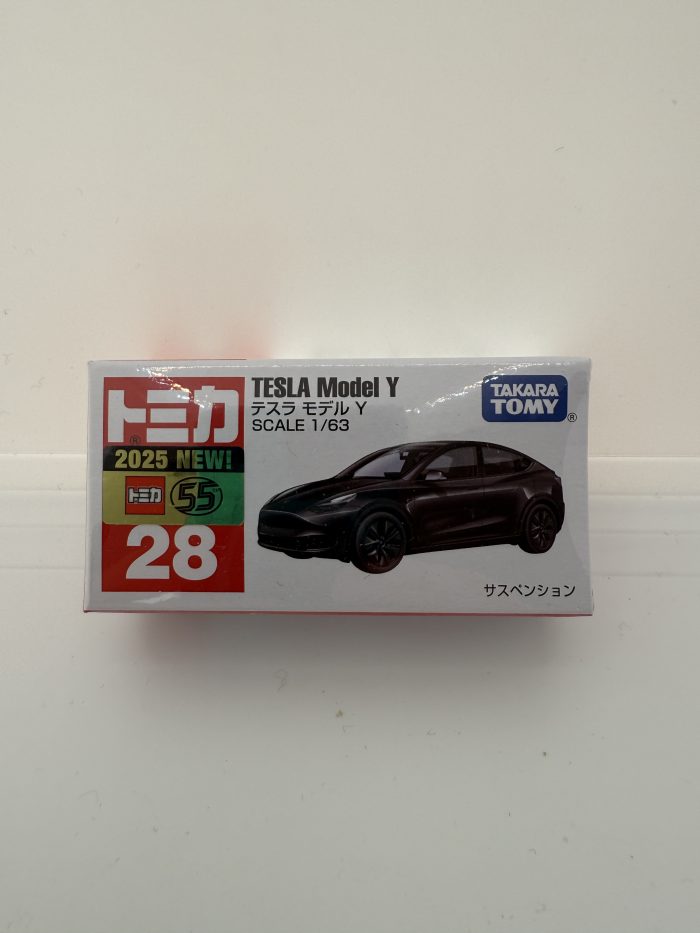 トミカ®
2025 NEW!
トミカ 55
28
TESLA Model Y
テスラ モデル Y
SCALE 1/63
TAKARA
TOMY®
サスペンション